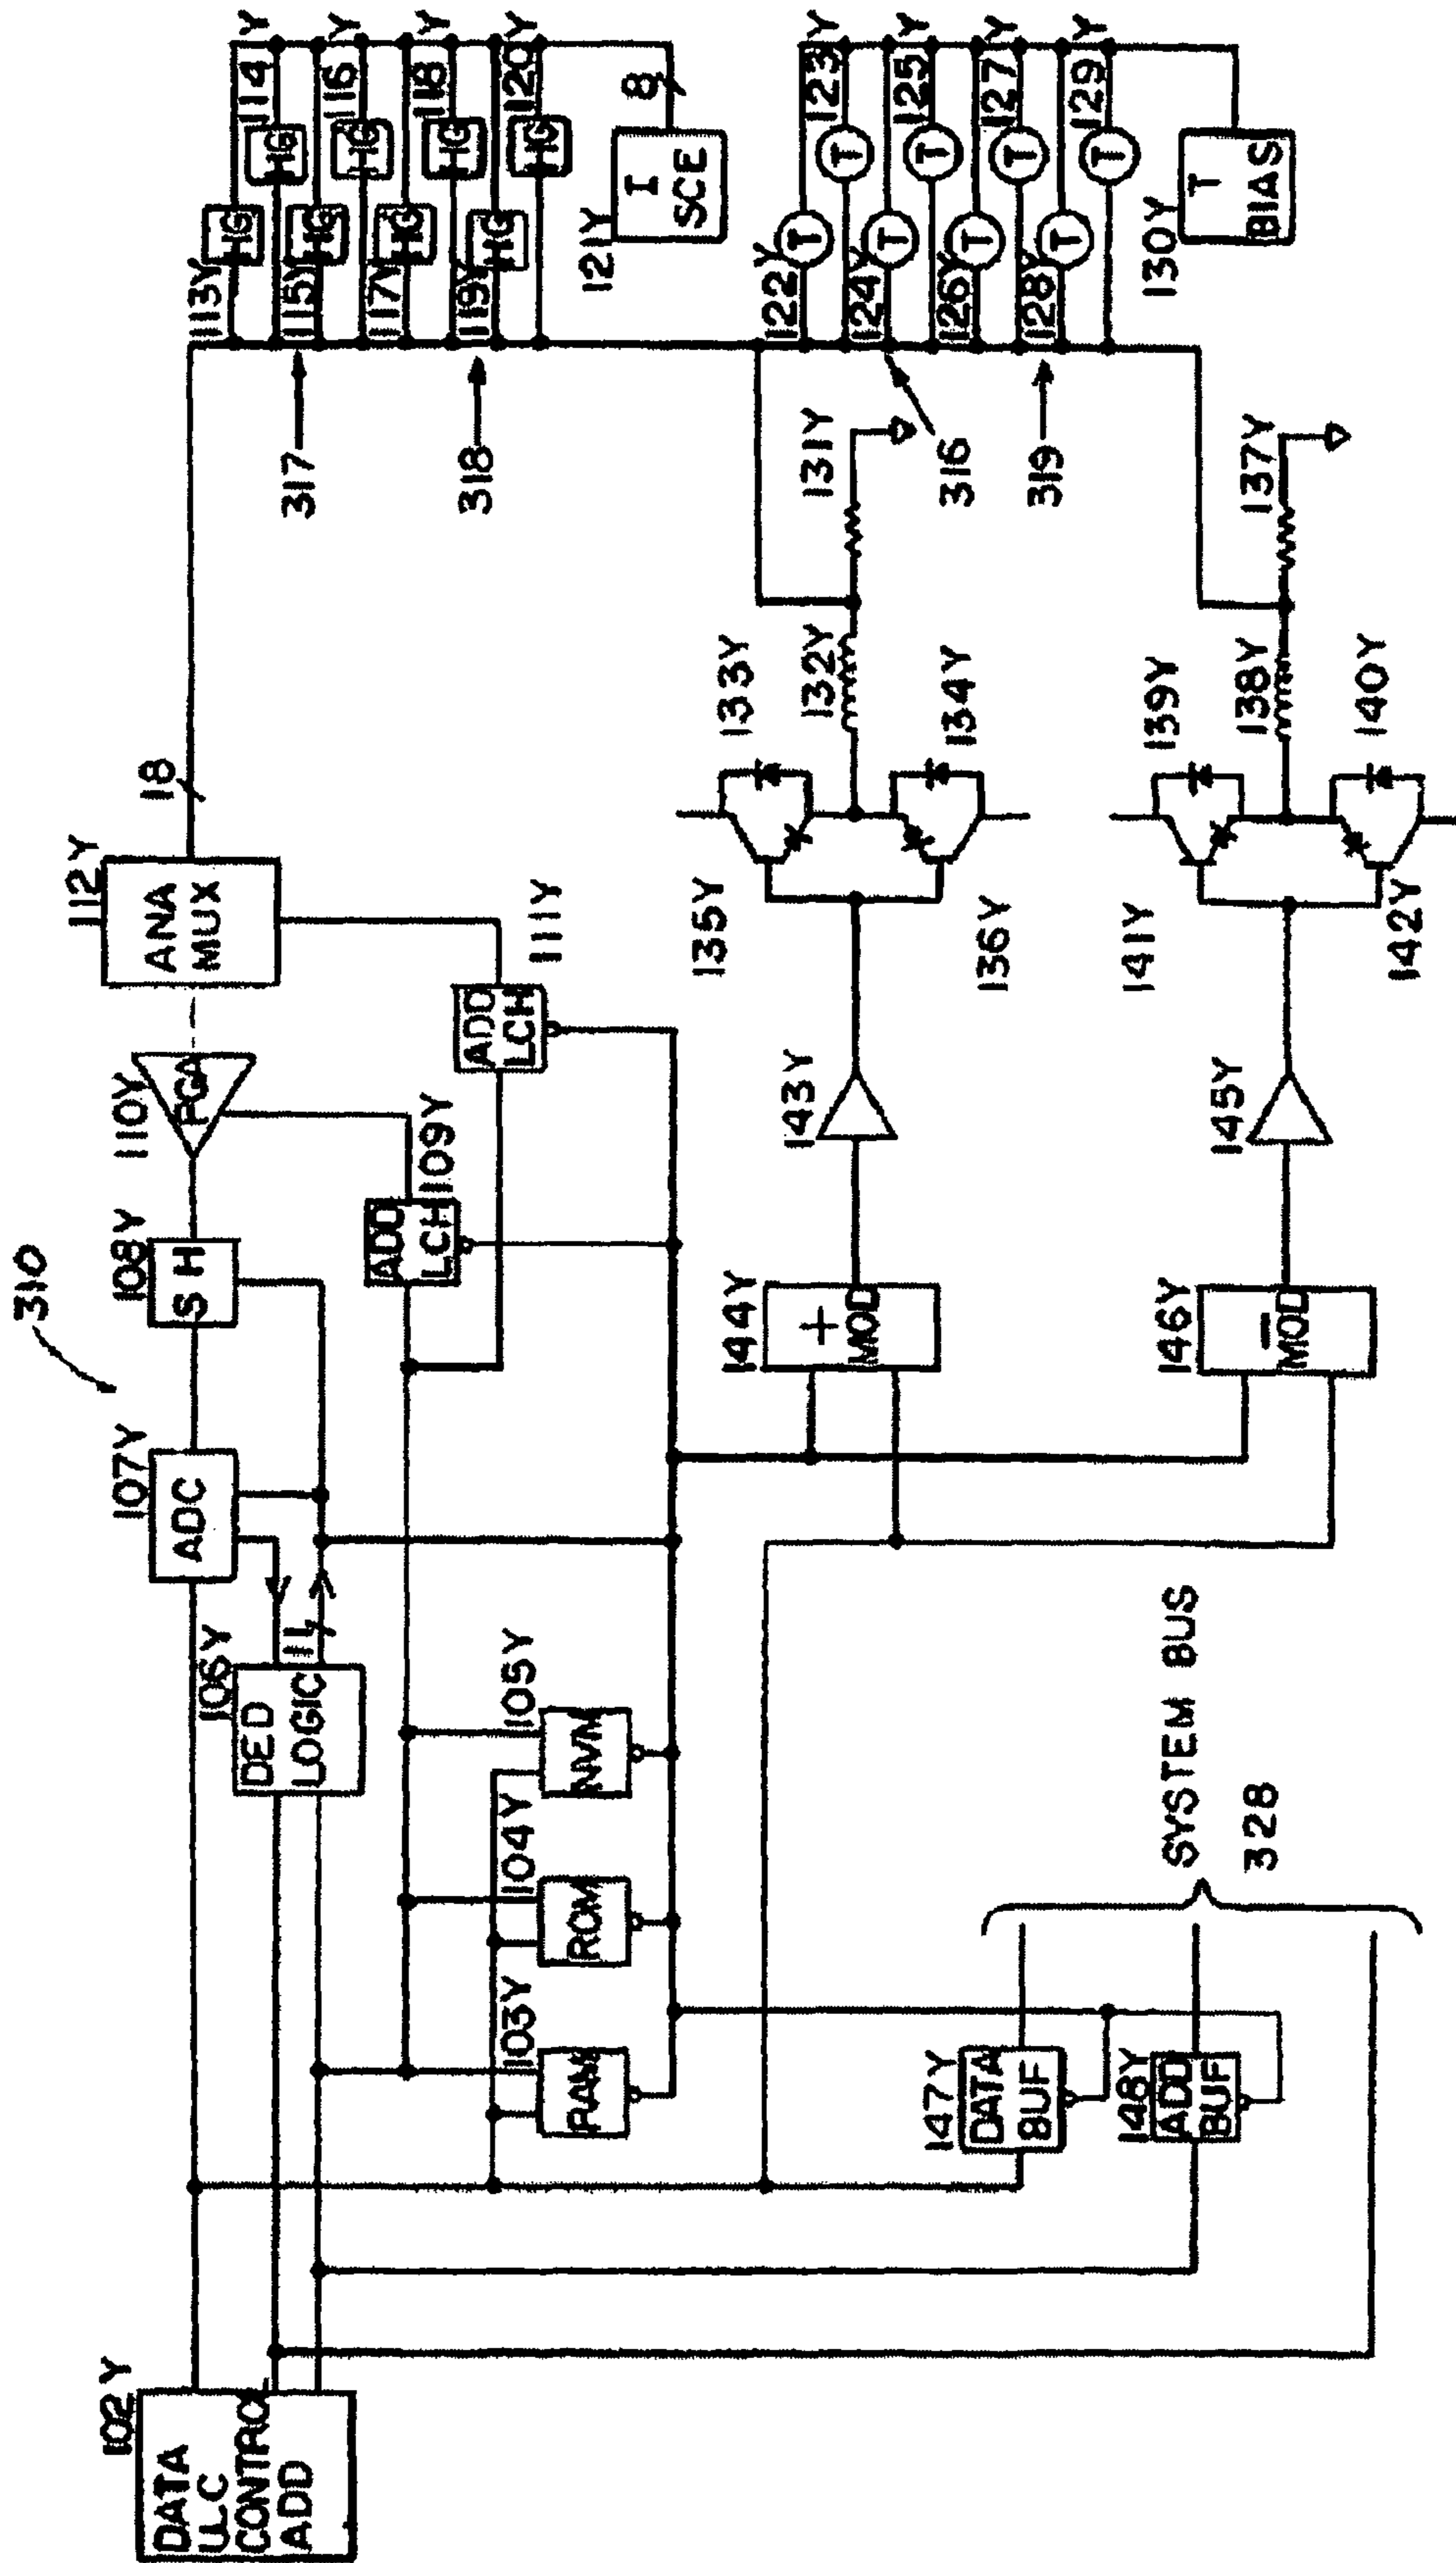 310
102Y
DATA
µC
CONTROL
ADD
106Y
DED
LOGIC
11
107Y
ADC
108Y
S H
110Y
PGA
112Y
ANA
MUX
18
109Y
ADD
LCH
111Y
ADD
LCH
103Y
RAM
104Y
ROM
105Y
NVM
113Y
HG
114Y
HG
115Y
HG
116Y
HG
117Y
HG
118Y
HG
119Y
HG
120Y
HG
317
318
8
121Y
I
SCE
122Y
T
123Y
T
124Y
T
125Y
T
126Y
T
127Y
T
128Y
T
129Y
T
316
319
130Y
T
BIAS
131Y
132Y
133Y
134Y
135Y
136Y
143Y
144Y
+
MOD
137Y
138Y
139Y
140Y
141Y
142Y
145Y
146Y
−
MOD
147Y
DATA
BUF
148Y
ADD
BUF
SYSTEM BUS
328